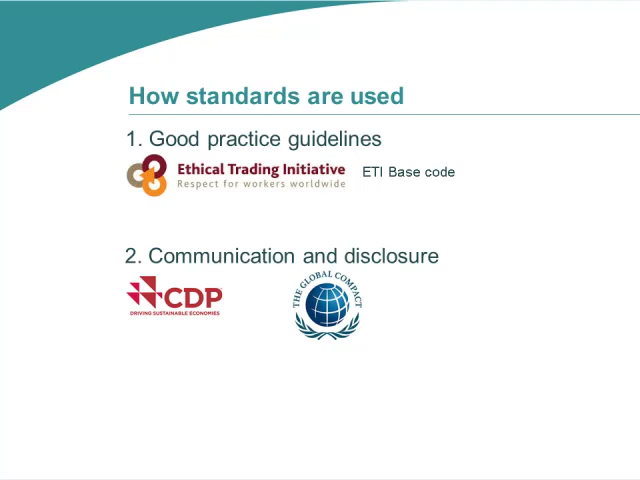 How standards are used
1. Good practice guidelines
Ethical Trading Initiative
Respect for workers worldwide
ETI Base code
2. Communication and disclosure
CDP
DRIVING SUSTAINABLE ECONOMIES
THE GLOBAL COMPACT